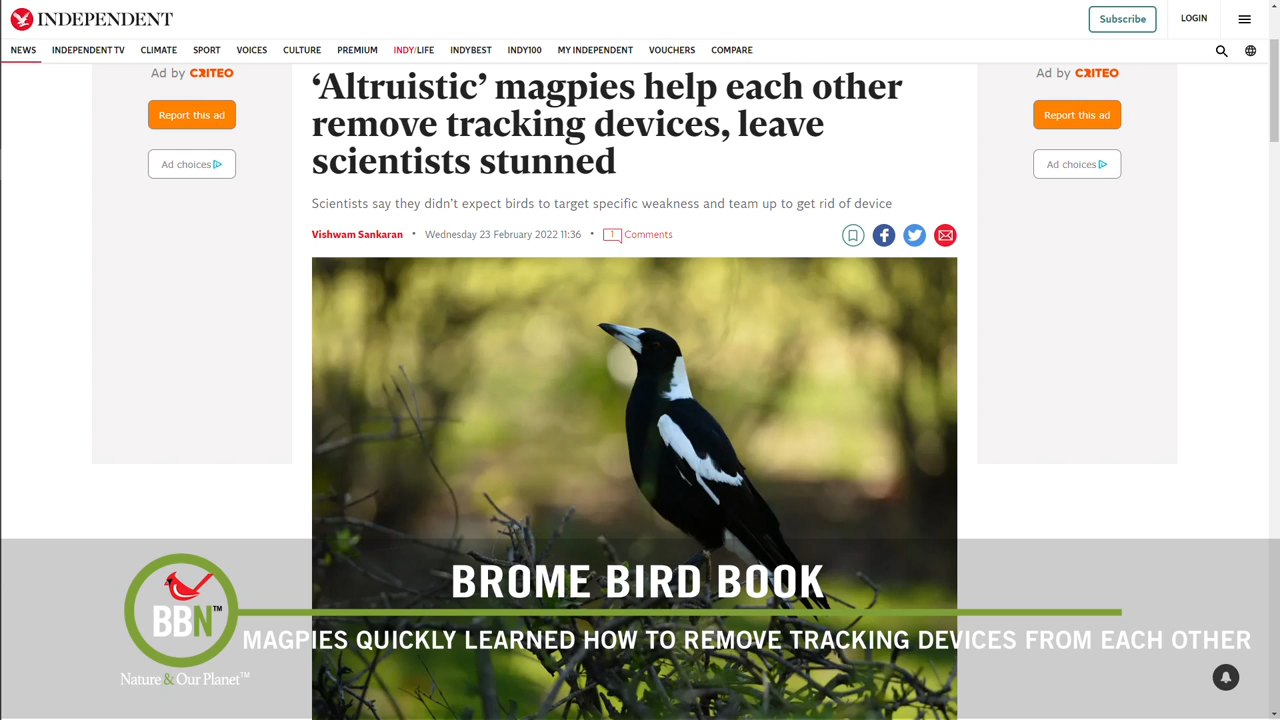 INDEPENDENT
Subscribe
LOGIN
NEWS INDEPENDENT TV CLIMATE SPORT VOICES CULTURE PREMIUM INDY/LIFE INDYBEST INDY100 MY INDEPENDENT VOUCHERS COMPARE
Ad by CRITEO
Report this ad
Ad choices
‘Altruistic’ magpies help each other
remove tracking devices, leave
scientists stunned
Scientists say they didn't expect birds to target specific weakness and team up to get rid of device
Vishwam Sankaran • Wednesday 23 February 2022 11:36 • 1 Comments
Ad by CRITEO
Report this ad
Ad choices
BROME BIRD BOOK
BBN™
MAGPIES QUICKLY LEARNED HOW TO REMOVE TRACKING DEVICES FROM EACH OTHER
Nature & Our Planet™